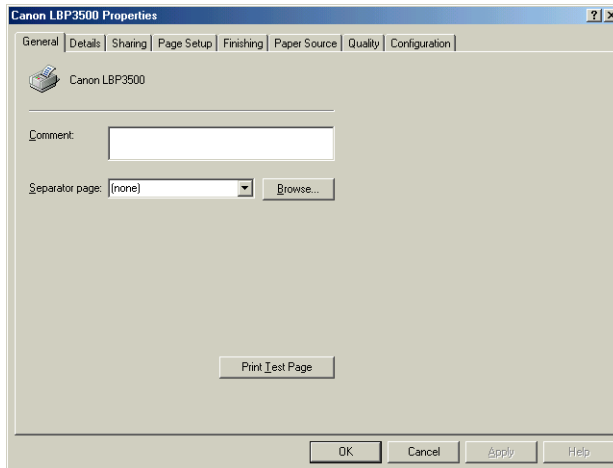 Canon LBP3500 Properties
General Details Sharing Page Setup Finishing Paper Source Quality Configuration
Canon LBP3500
Comment:
Separator page: (none) Browse...
Print Test Page
OK Cancel Apply Help